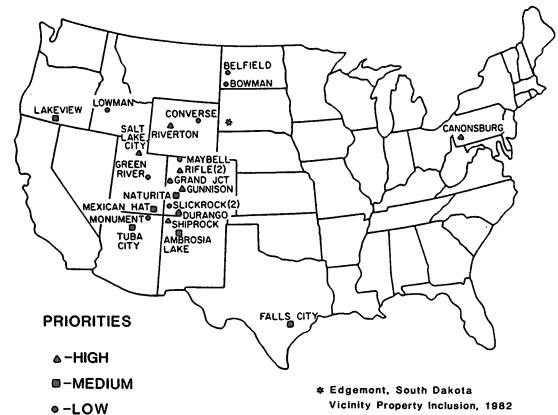 BELFIELD
BOWMAN
LAKEVIEW
LOWMAN
CONVERSE
RIVERTON
CANONSBURG
SALT
LAKE
CITY
GREEN
RIVER
MAYBELL
RIFLE(2)
GRAND JCT
GUNNISON
NATURITA
MEXICAN HAT
SLICKROCK(2)
MONUMENT
DURANGO
SHIPROCK
TUBA
CITY
AMBROSIA
LAKE
FALLS CITY
PRIORITIES
-HIGH
-MEDIUM
-LOW
* Edgemont, South Dakota
Vicinity Property Inclusion, 1982